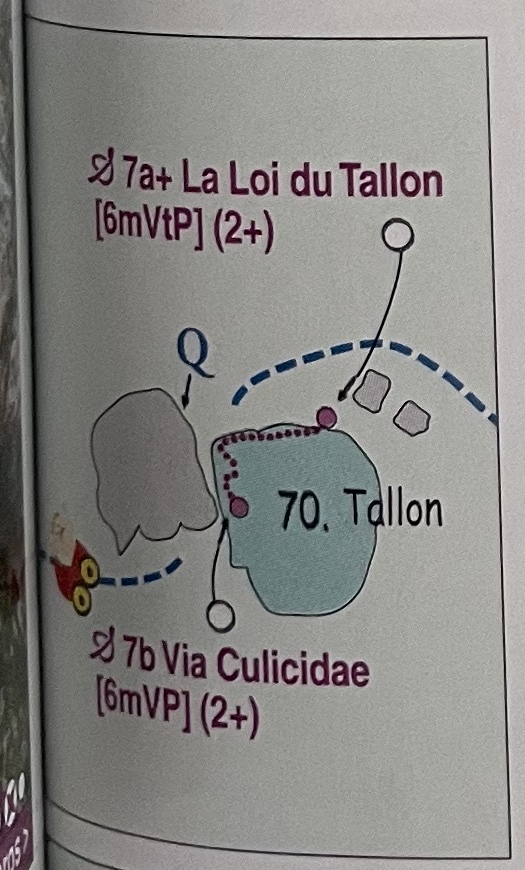 7a+ La Loi du Tallon
[6mVtP] (2+)
Q
70. Tallon
7b Via Culicidae
[6mVP] (2+)